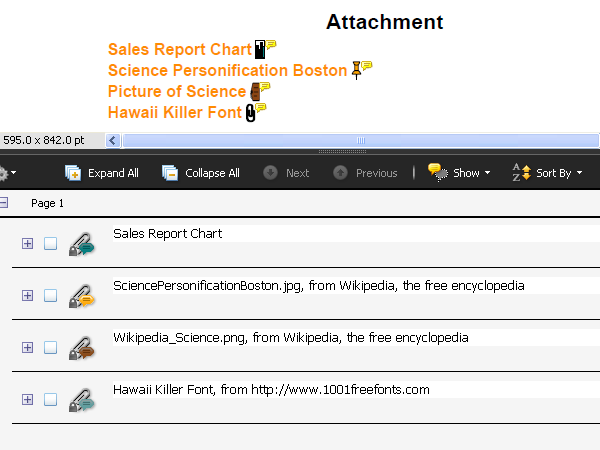 Attachment
Sales Report Chart
Science Personification Boston
Picture of Science
Hawaii Killer Font
595.0 x 842.0 pt
Expand All Collapse All Next Previous Show A Z Sort By
Page 1
Sales Report Chart
SciencePersonificationBoston.jpg, from Wikipedia, the free encyclopedia
Wikipedia_Science.png, from Wikipedia, the free encyclopedia
Hawaii Killer Font, from http://www.1001freefonts.com